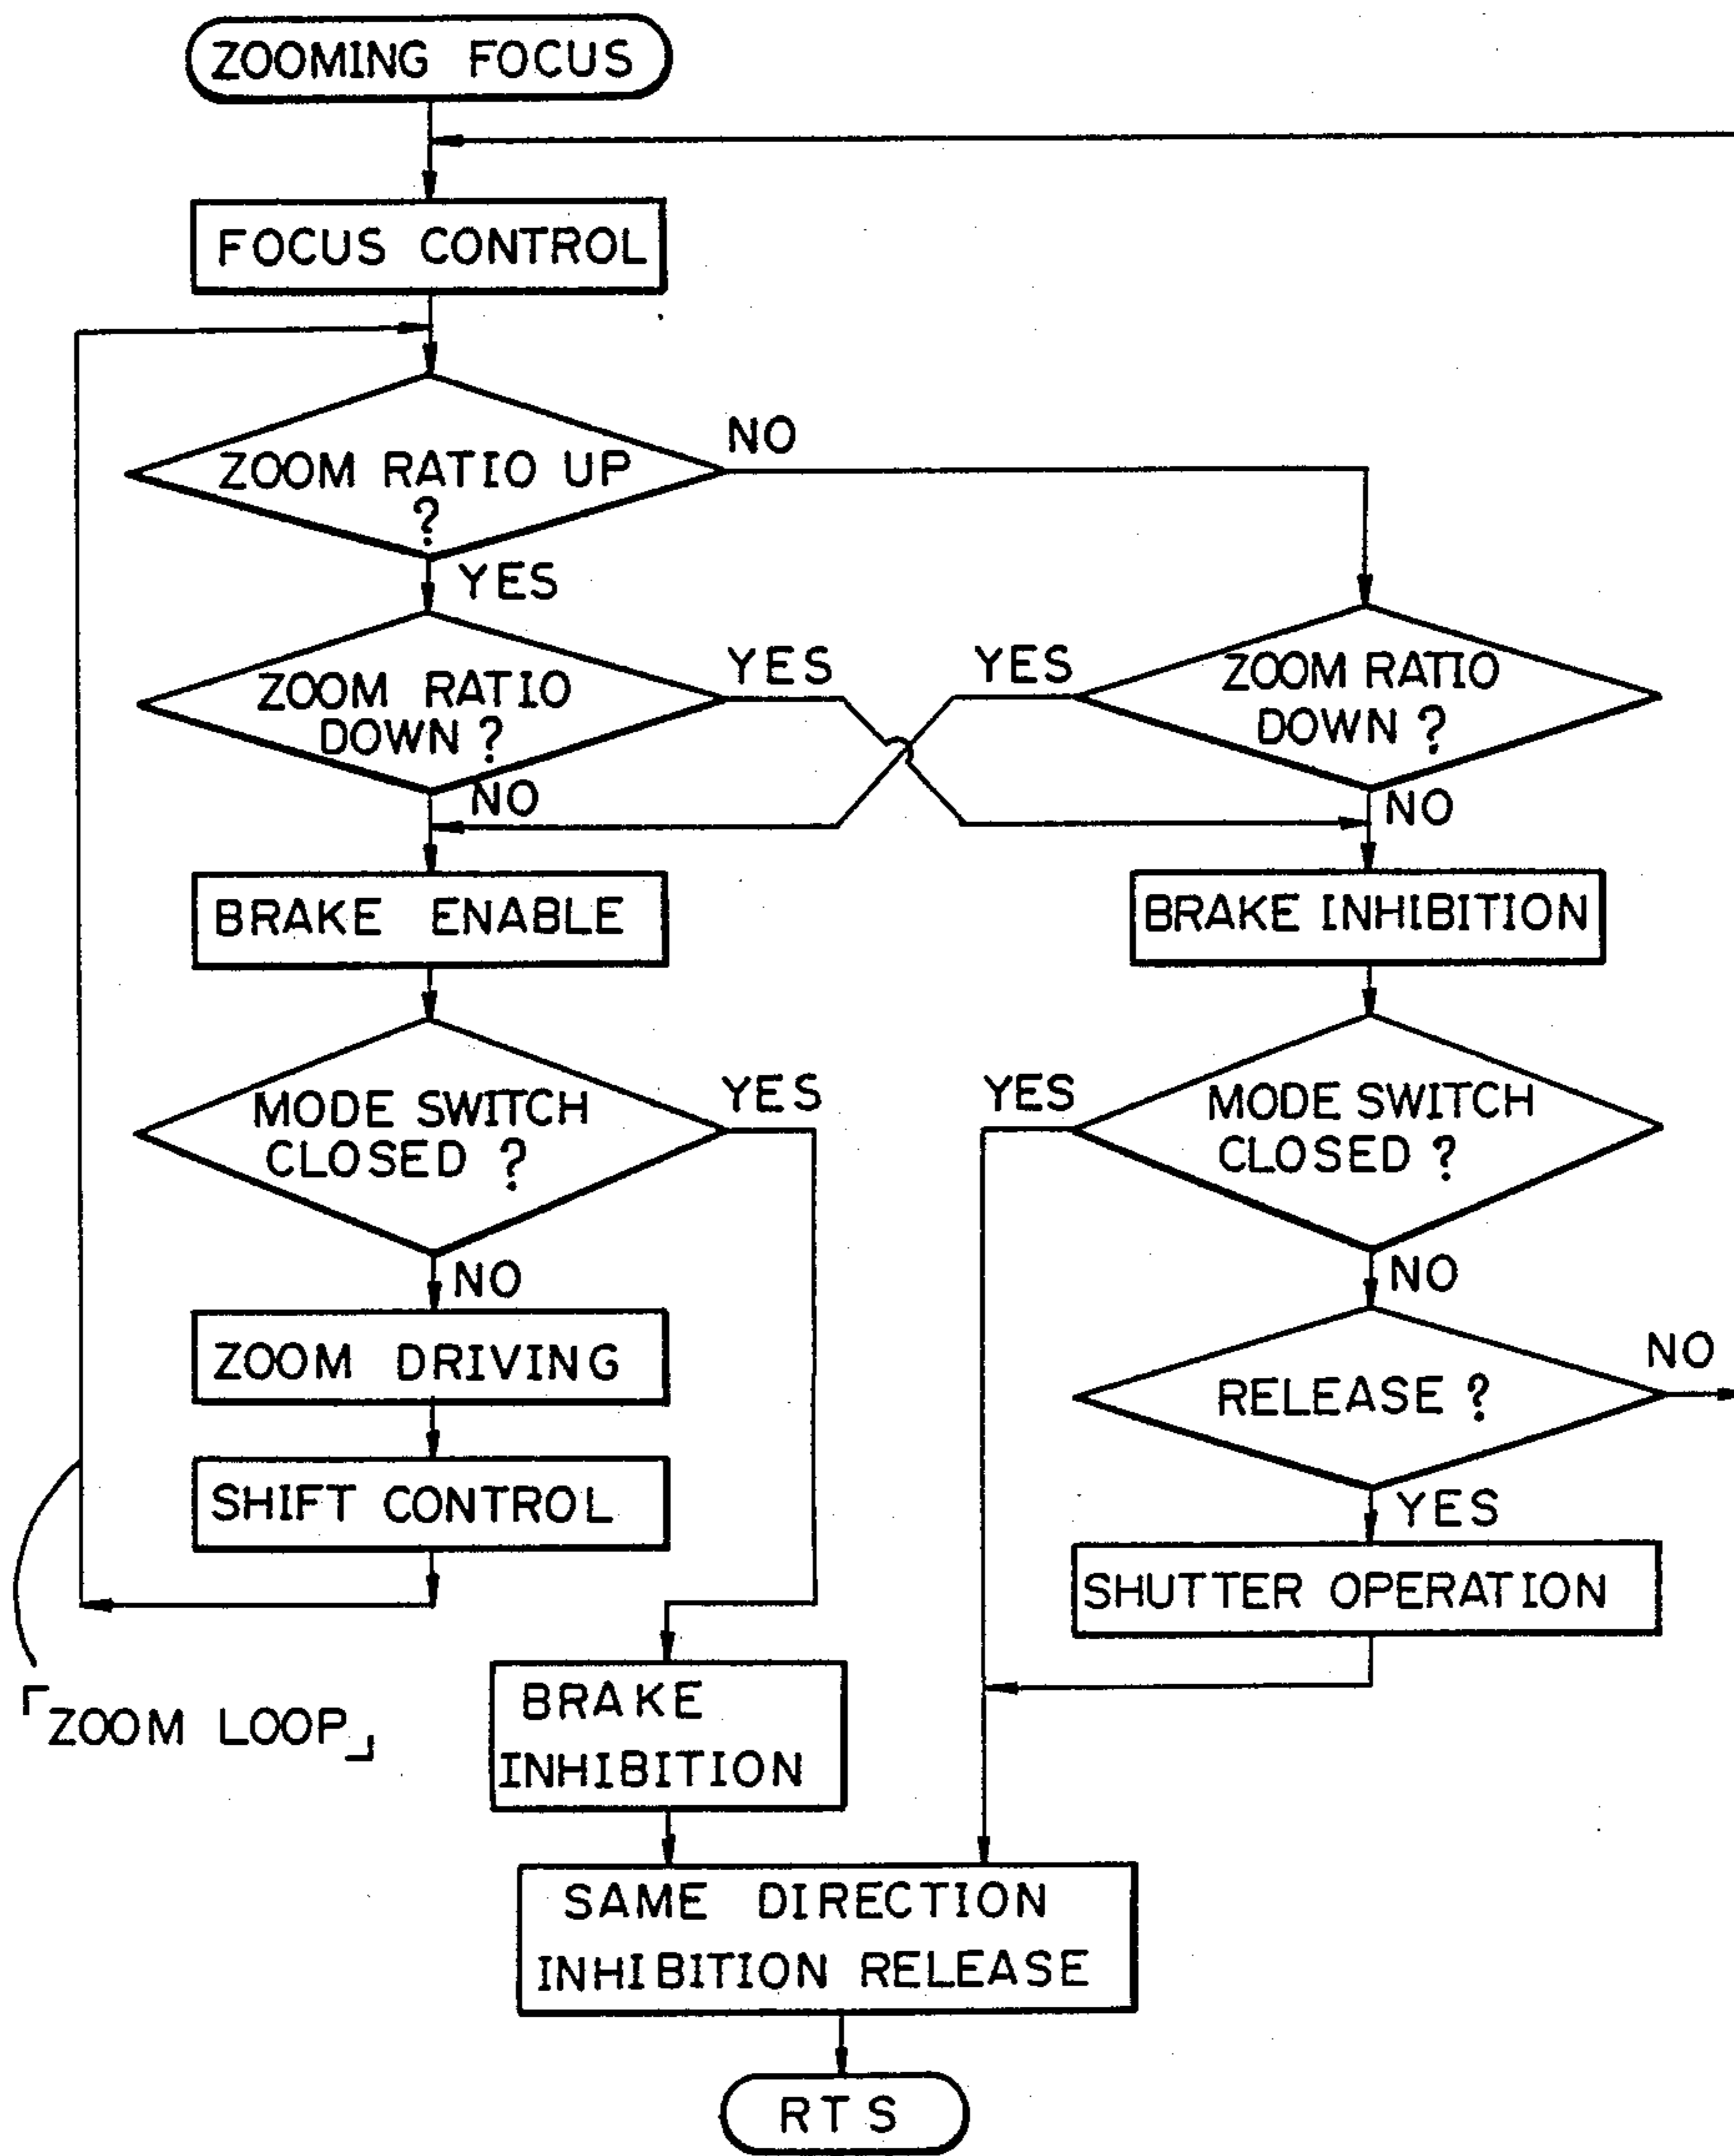 ZOOMING FOCUS
FOCUS CONTROL
ZOOM RATIO UP
?
NO
YES
ZOOM RATIO
DOWN ?
YES
NO
YES
ZOOM RATIO
DOWN ?
NO
BRAKE ENABLE
BRAKE INHIBITION
MODE SWITCH
CLOSED ?
YES
NO
YES
MODE SWITCH
CLOSED ?
NO
ZOOM DRIVING
RELEASE ?
NO
YES
SHIFT CONTROL
SHUTTER OPERATION
「ZOOM LOOP」
BRAKE
INHIBITION
SAME DIRECTION
INHIBITION RELEASE
RTS